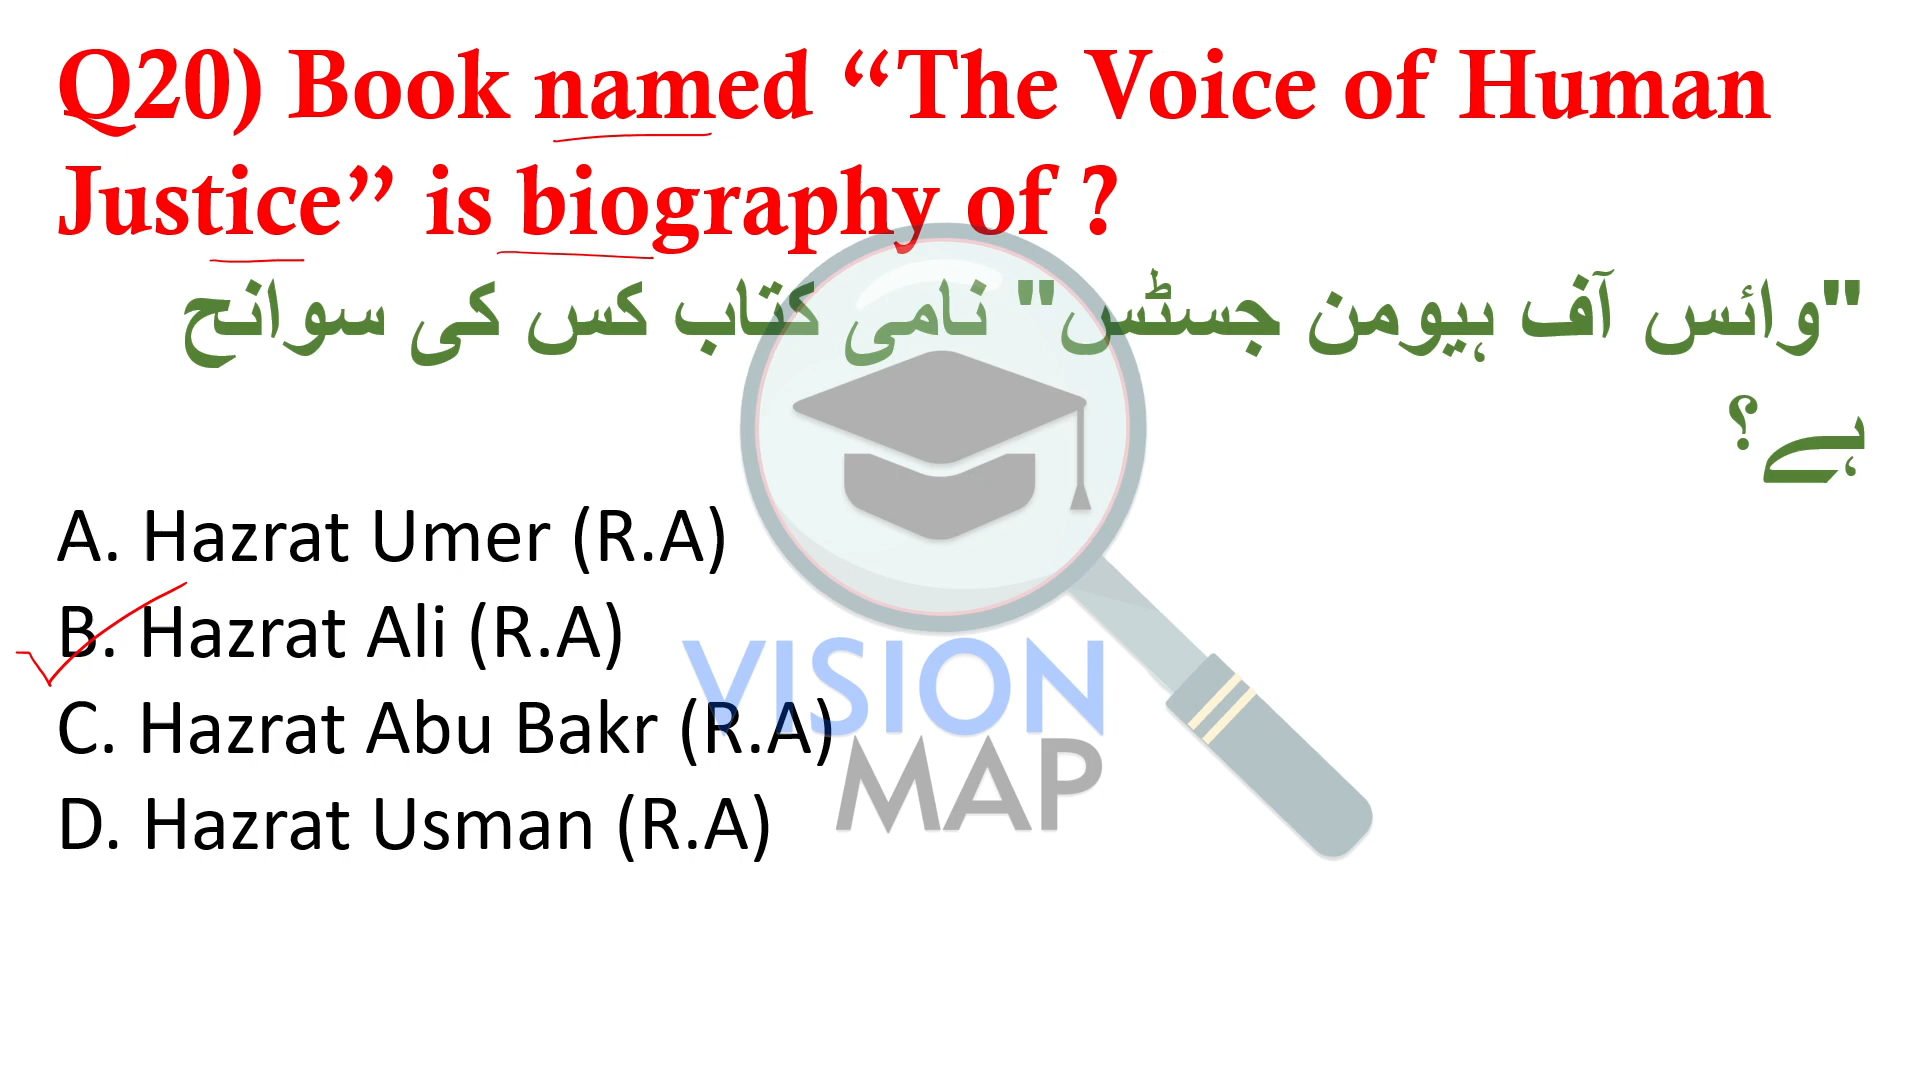 Q20) Book named “The Voice of Human
Justice” is biography of ?
"وائس آف ہیومن جسٹس" نامی کتاب کس کی سوانح
ہے؟
A. Hazrat Umer (R.A)
B. Hazrat Ali (R.A)
C. Hazrat Abu Bakr (R.A)
D. Hazrat Usman (R.A)
VISION
MAP